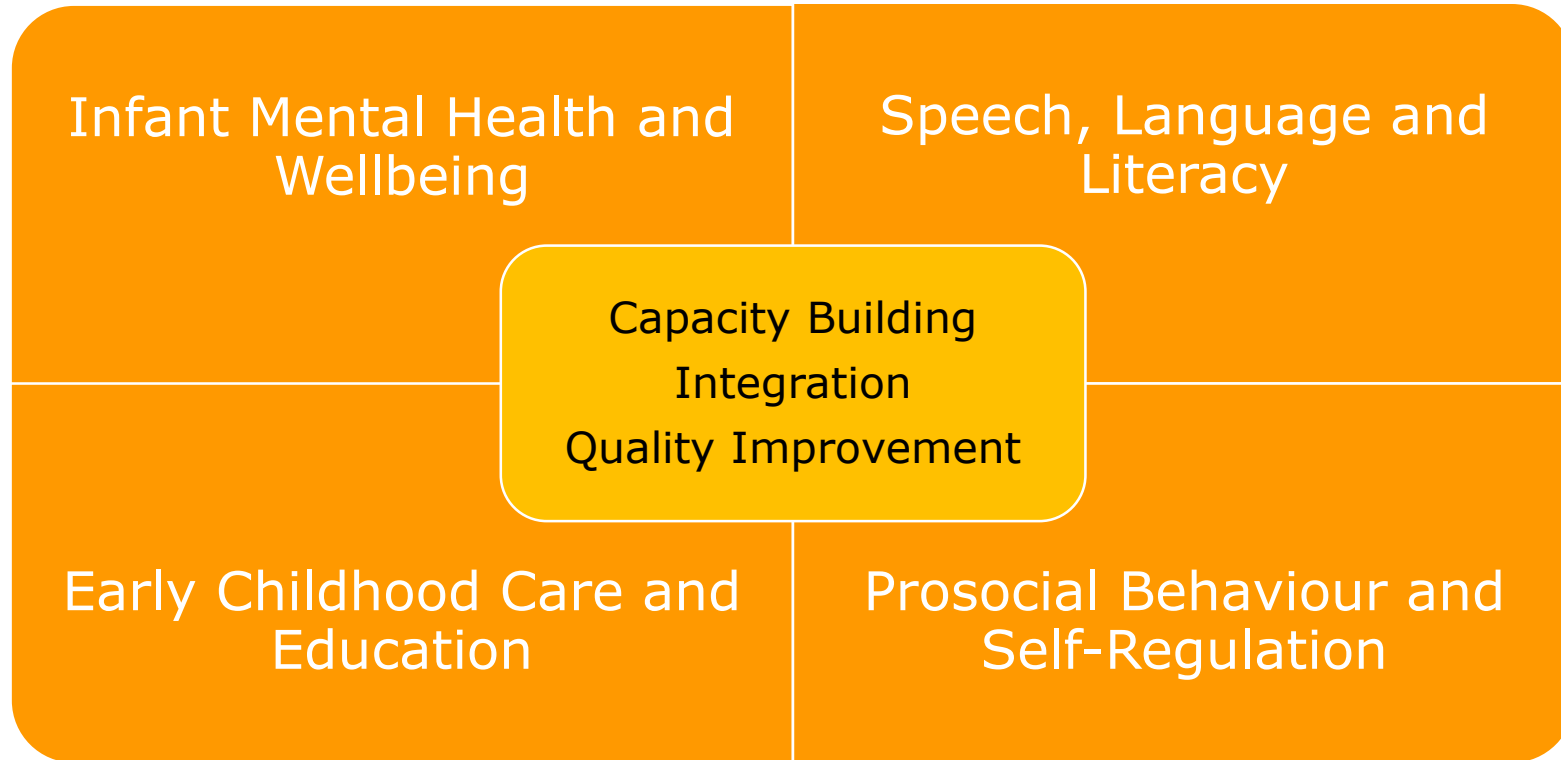 Infant Mental Health and
Wellbeing
Speech, Language and
Literacy
Capacity Building
Integration
Quality Improvement
Early Childhood Care and
Education
Prosocial Behaviour and
Self-Regulation